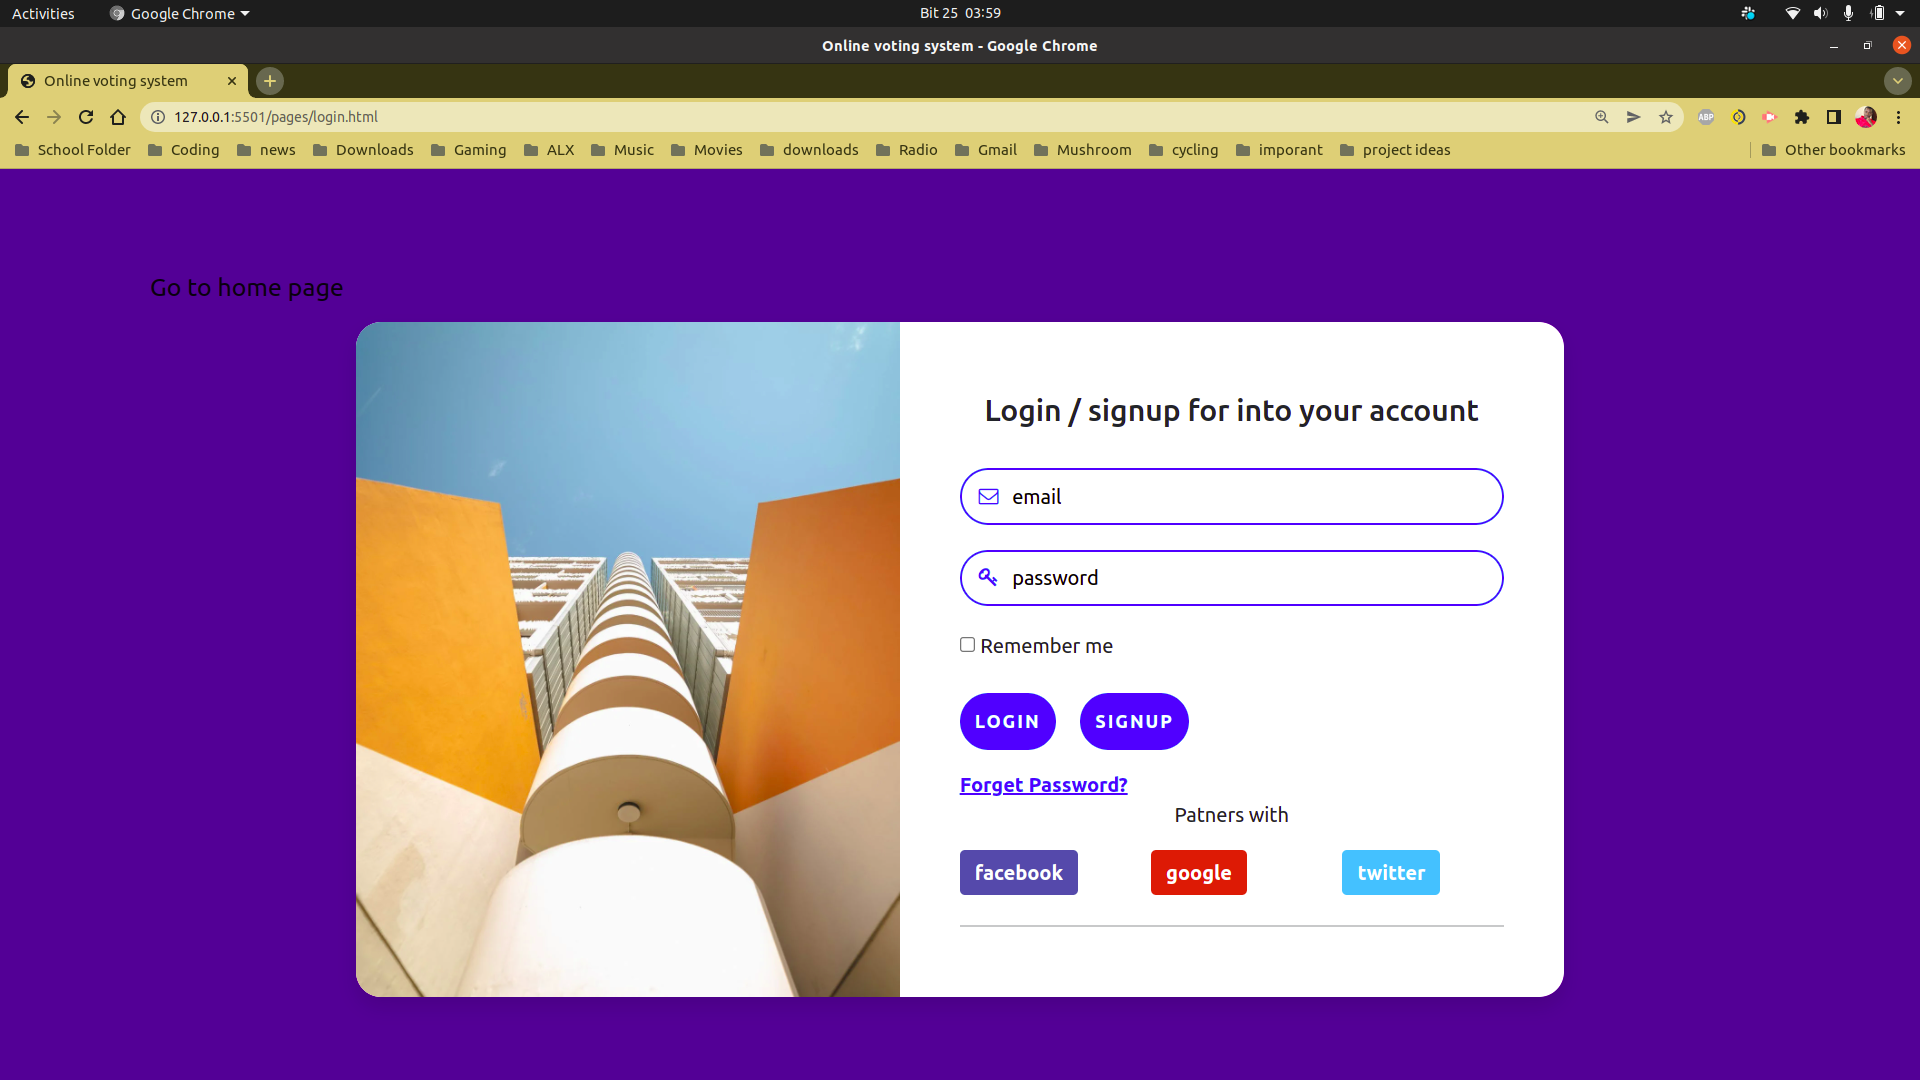 Activities Google Chrome Bit 25 03:59
Online voting system - Google Chrome
Online voting system
127.0.0.1:5501/pages/login.html ABP
School Folder Coding news Downloads Gaming ALX Music Movies downloads Radio Gmail Mushroom cycling imporant project ideas Other bookmarks
Go to home page
Login / signup for into your account
email
password
Remember me
LOGIN SIGNUP
Forget Password?
Patners with
facebook google twitter